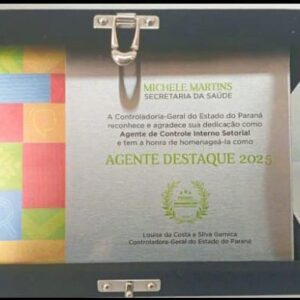 MICHELE MARTINS
SECRETARIA DA SAÚDE
A Controladoria-Geral do Estado do Paraná
reconhece e agradece sua dedicação como
Agente de Controle Interno Setorial
e tem a honra de homenageá-la como
AGENTE DESTAQUE 2025
Louise da Costa e Silva Garnica
Controladora-Geral do Estado do Paraná